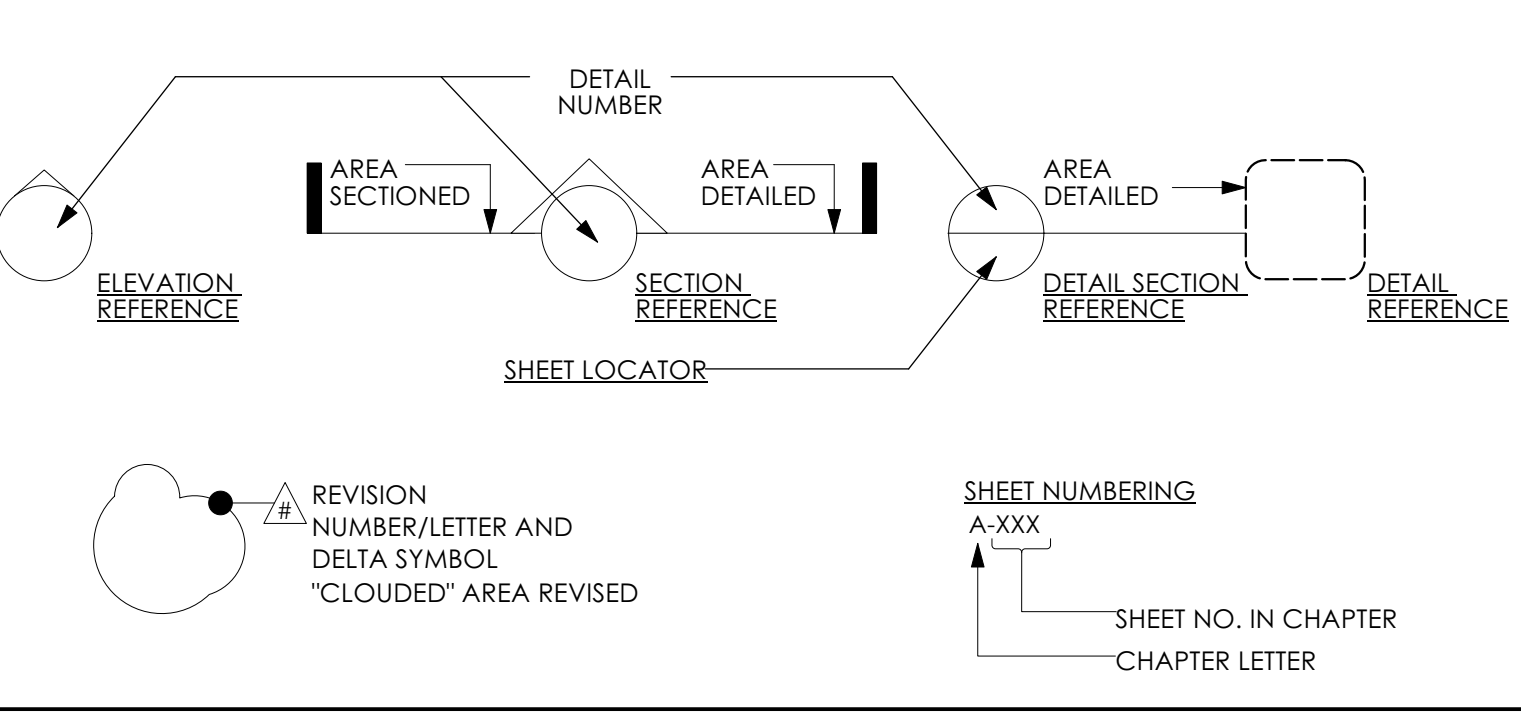 DETAIL
NUMBER
AREA
SECTIONED
AREA
DETAILED
AREA
DETAILED
ELEVATION
REFERENCE
SECTION
REFERENCE
DETAIL SECTION
REFERENCE
DETAIL
REFERENCE
SHEET LOCATOR
#
REVISION
NUMBER/LETTER AND
DELTA SYMBOL
"CLOUDED" AREA REVISED
SHEET NUMBERING
A-XXX
SHEET NO. IN CHAPTER
CHAPTER LETTER